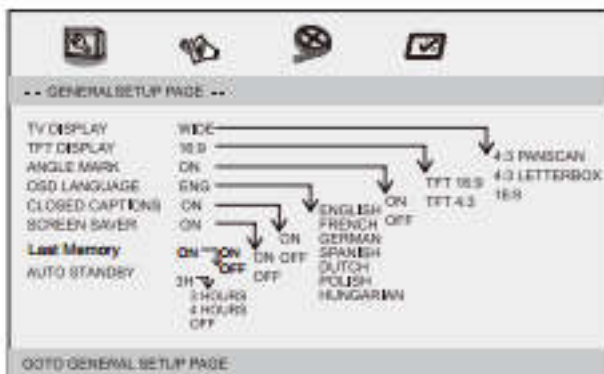 -- GENERAL SETUP PAGE --
TV DISPLAY WIDE
TFT DISPLAY 16:9
ANGLE MARK ON
OSD LANGUAGE ENG
CLOSED CAPTIONS ON
SCREEN SAVER ON
Last Memory ON
AUTO STANDBY 3H
4:3 PANSCAN
4:3 LETTERBOX
16:9
TFT 16:9
TFT 4:3
ON
OFF
ENGLISH
FRENCH
GERMAN
SPANISH
DUTCH
POLISH
HUNGARIAN
ON
OFF
ON
OFF
ON
OFF
3 HOURS
4 HOURS
OFF
GOTO GENERAL SETUP PAGE